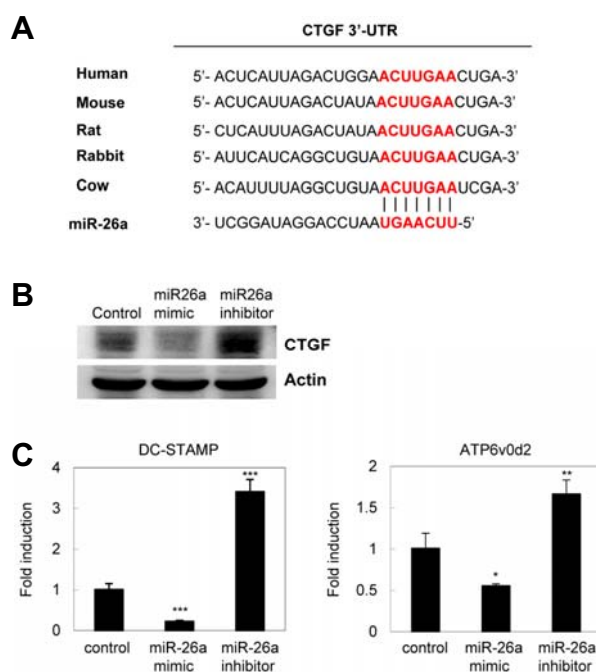 A
CTGF 3'-UTR
Human 5'- ACUCAUUAGACUGGAACUUGAACUGA-3'
Mouse 5'- ACUCAUUAGACUAUAACUUGAACUGA-3'
Rat 5'- CUCAUUUAGACUAUAACUUGAACUGA-3'
Rabbit 5'- AUUCAUCAGGCUGUAACUUGAACUGA-3'
Cow 5'- ACAUUUUAGGCUGUAACUUGAAUCGA-3'
miR-26a 3'- UCGGAUAGGACCUAAUGAACUU-5'
B
Control miR26a mimic miR26a inhibitor
CTGF
Actin
C
DC-STAMP
Fold induction
4
3
2
1
0
***
***
control miR-26a mimic miR-26a inhibitor
ATP6v0d2
Fold induction
2
1.5
1
0.5
0
*
**
control miR-26a mimic miR-26a inhibitor